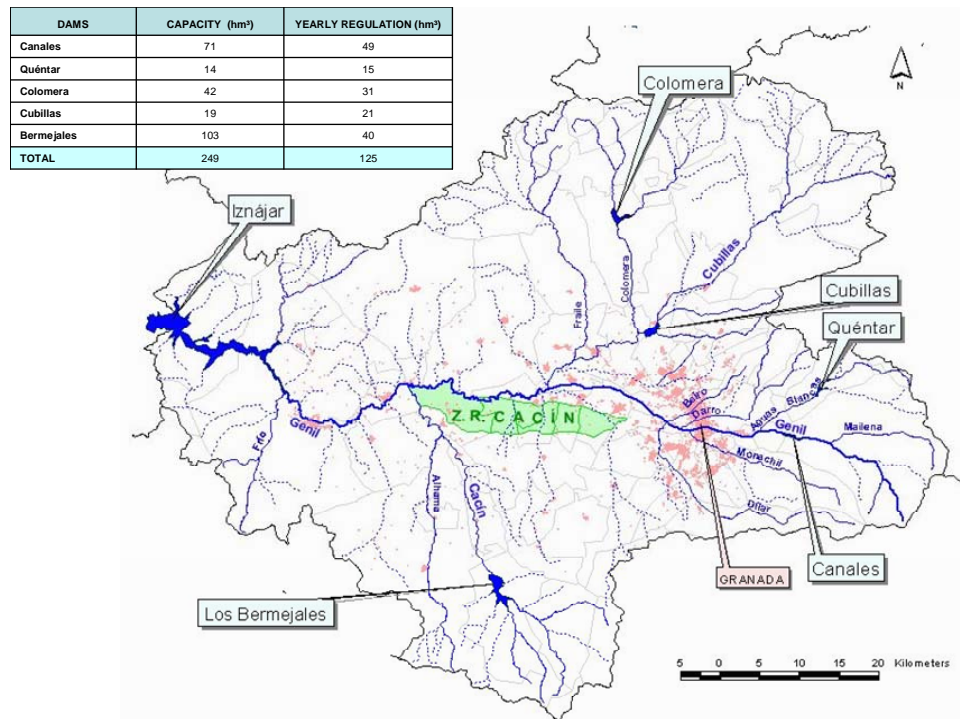 DAMS CAPACITY (hm³) YEARLY REGULATION (hm³)
Canales 71 49
Quéntar 14 15
Colomera 42 31
Cubillas 19 21
Bermejales 103 40
TOTAL 249 125
Colomera
N
Iznájar
Cubillas
Colomera
Cubillas
Fraile
Quéntar
Beiro
Darro
Aguas Blancas
Z.R. CACÍN
Genil
Genil
Mailena
Monachil
Frío
Alhama
Cacín
Dílar
GRANADA
Canales
Los Bermejales
5 0 5 10 15 20 Kilometers